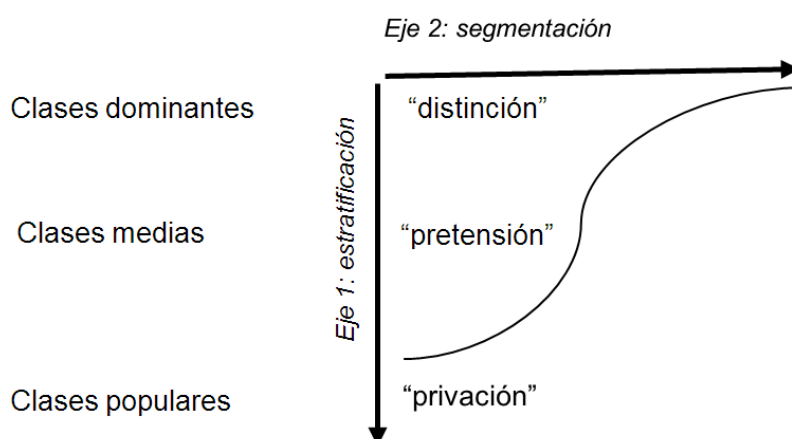 Eje 2: segmentación
Clases dominantes
“distinción”
Eje 1: estratificación
Clases medias
“pretensión”
Clases populares
“privación”